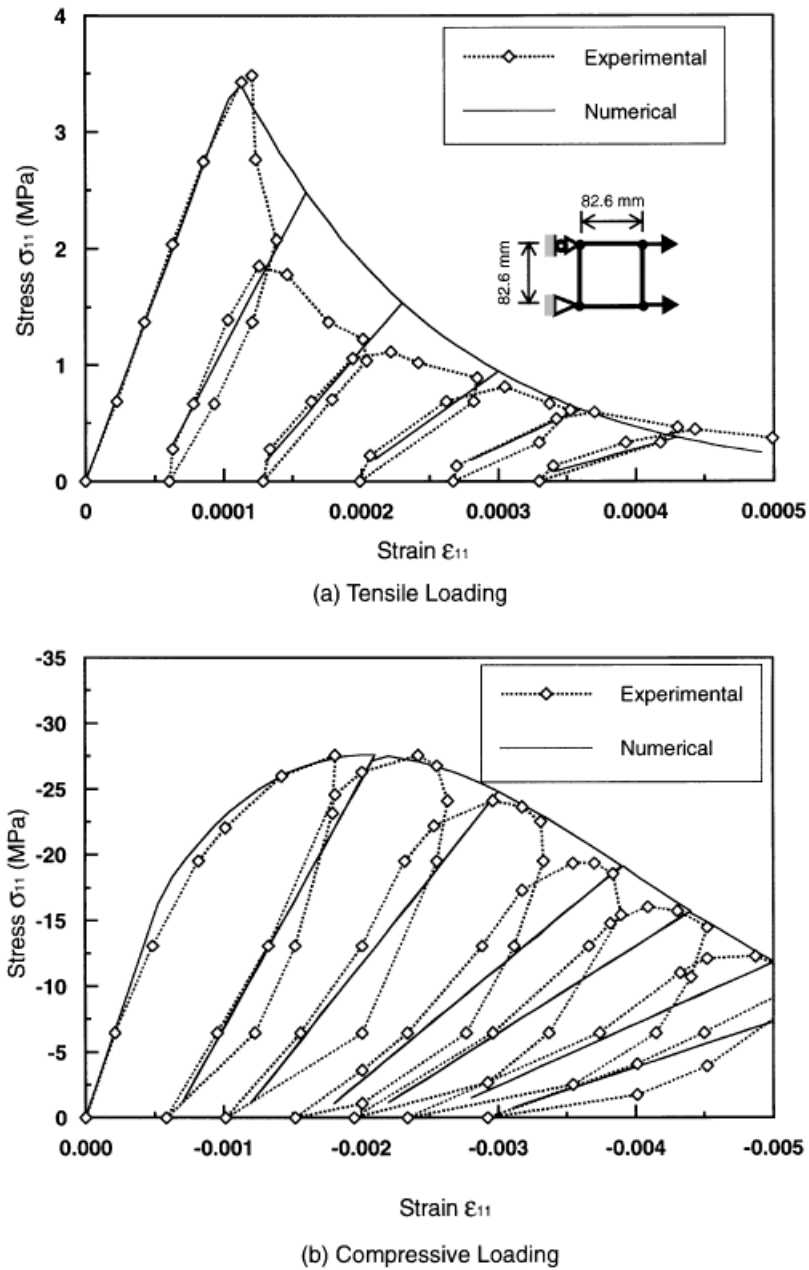 4
3
2
1
0
Stress σ11 (MPa)
Experimental
Numerical
82.6 mm
82.6 mm
0 0.0001 0.0002 0.0003 0.0004 0.0005
Strain ε11
(a) Tensile Loading
-35
-30
-25
-20
-15
-10
-5
0
Stress σ11 (MPa)
Experimental
Numerical
0.000 -0.001 -0.002 -0.003 -0.004 -0.005
Strain ε11
(b) Compressive Loading